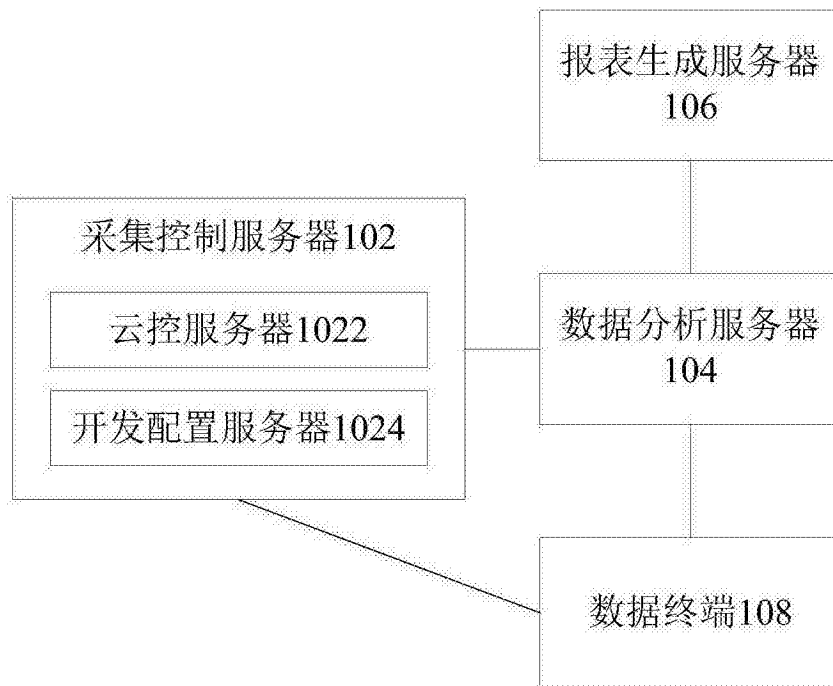 报表生成服务器
106
采集控制服务器102
云控服务器1022
开发配置服务器1024
数据分析服务器
104
数据终端108